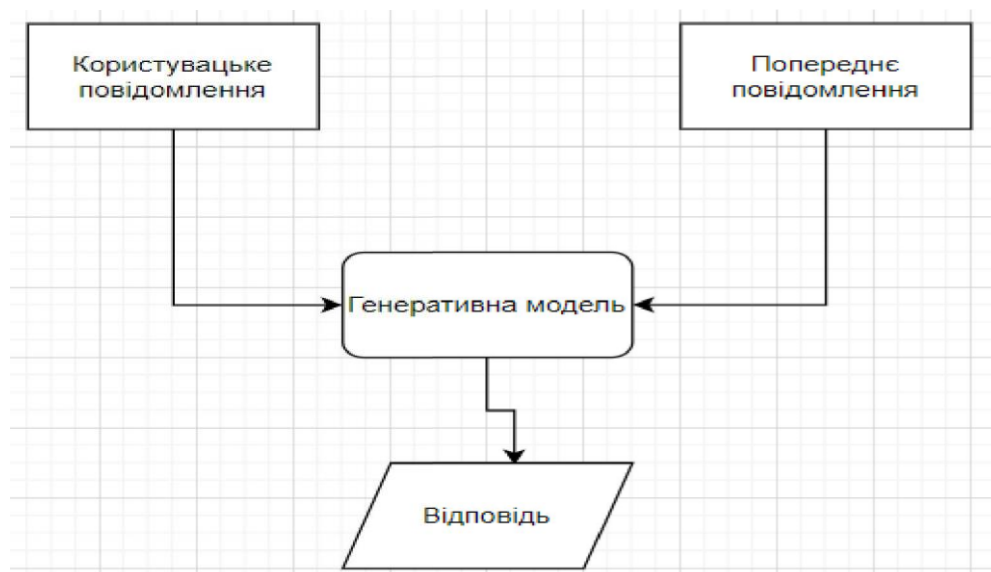 Користувацьке
повідомлення
Попереднє
повідомлення
Генеративна модель
Відповідь